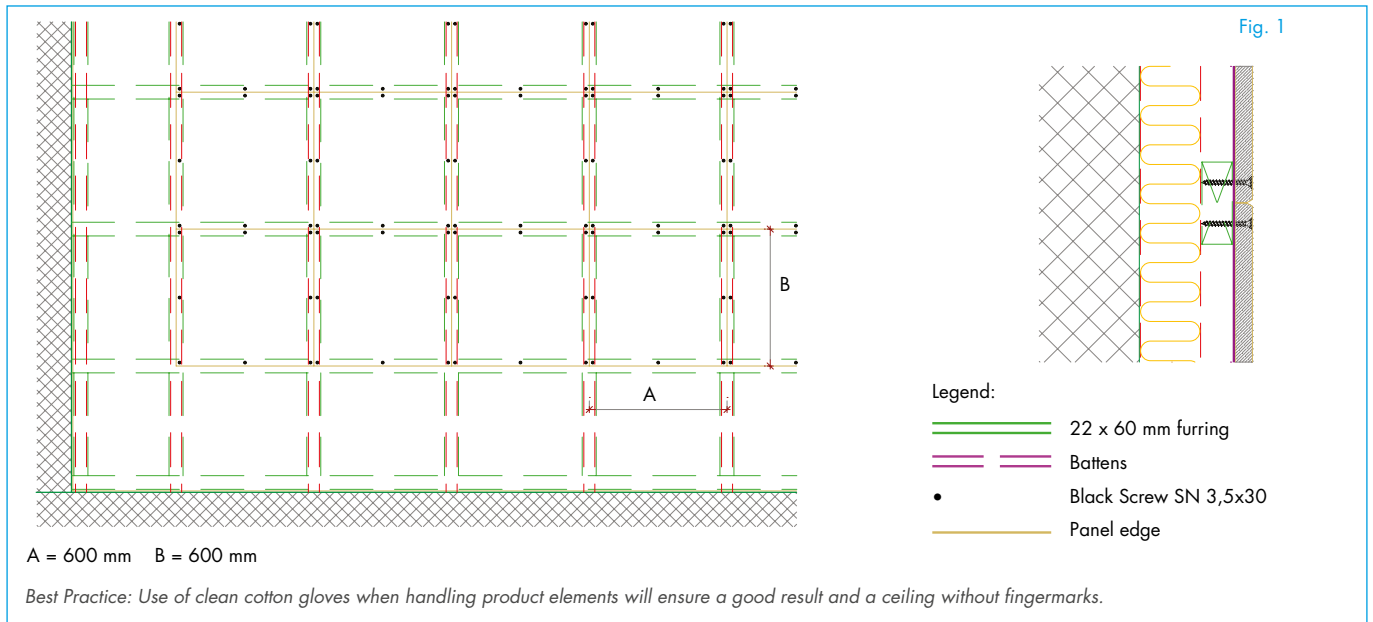 Fig. 1
B
A
Legend:
22 x 60 mm furring
Battens
Black Screw SN 3,5x30
Panel edge
A = 600 mm B = 600 mm
Best Practice: Use of clean cotton gloves when handling product elements will ensure a good result and a ceiling without fingermarks.